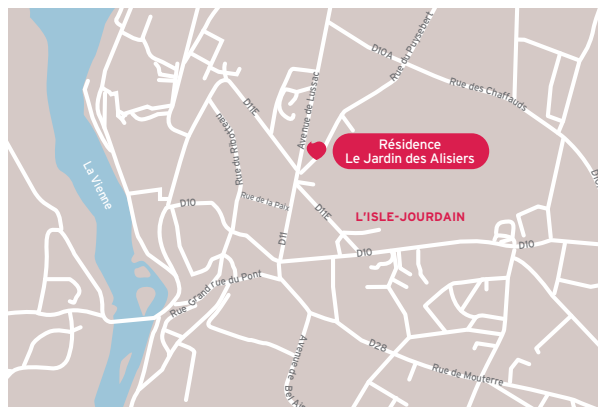 D10A
Rue du Puysebert
Rue des Chaffauds
Avenue de Lussac
D11E
Rue du Ribotteau
Résidence
Le Jardin des Alisiers
La Vienne
D10
Rue de la Paix
D11E
L'ISLE-JOURDAIN
D11
D10
D10
Rue Grand'rue du Pont
D28
Rue de Mouterre
Avenue de